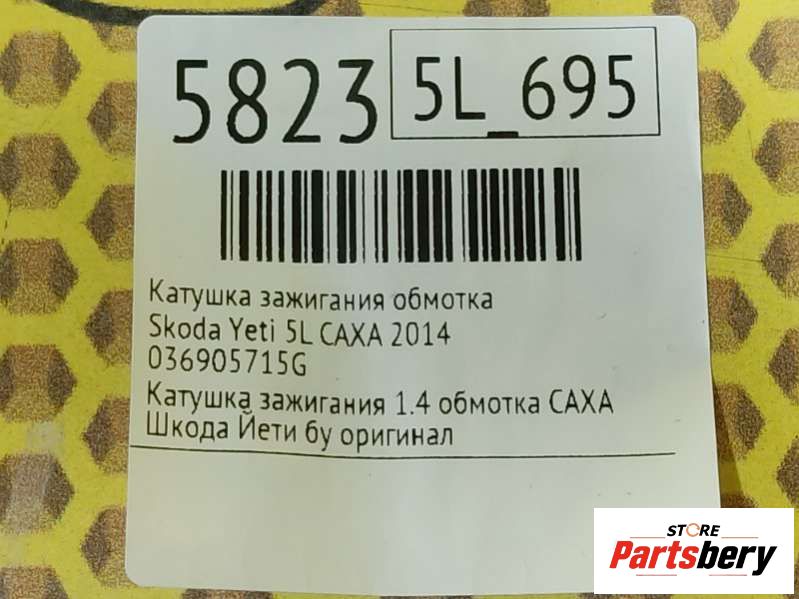 5823
5L_695
Катушка зажигания обмотка
Skoda Yeti 5L CAXA 2014
036905715G
Катушка зажигания 1.4 обмотка CAXA
Шкода Йети бу оригинал
STORE
Partsbery